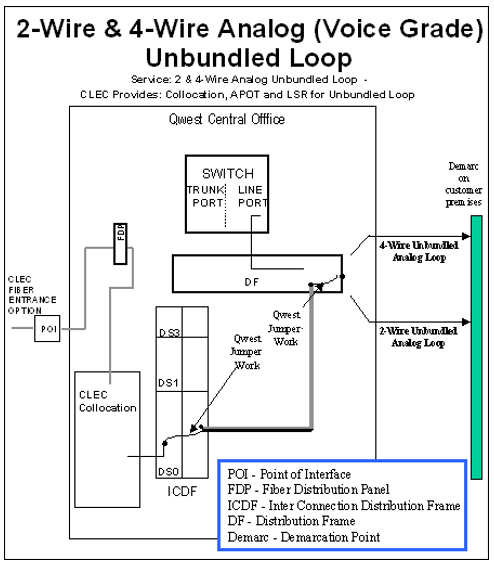 2-Wire & 4-Wire Analog (Voice Grade)
Unbundled Loop
Service: 2 & 4-Wire Analog Unbundled Loop -
CLEC Provides: Collocation, APOT and LSR for Unbundled Loop
Qwest Central Offfice
SWITCH
TRUNK PORT
LINE PORT
Demarc
on
customer
premises
FDP
4-Wire Unbundled
Analog Loop
DF
CLEC
FIBER
ENTRANCE
OPTION
POI
Qwest
Jumper
Work
2-Wire Unbundled
Analog Loop
DS3
Qwest
Jumper
Work
DS1
CLEC
Collocation
DS0
ICDF
POI - Point of Interface
FDP - Fiber Distribution Panel
ICDF - Inter Connection Distribution Frame
DF - Distribution Frame
Demarc - Demarcation Point